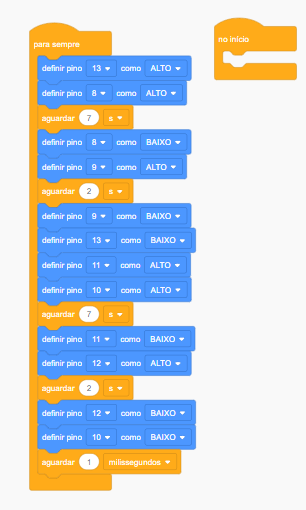 para sempre
no início
definir pino 13 como ALTO
definir pino 8 como ALTO
aguardar 7 s
definir pino 8 como BAIXO
definir pino 9 como ALTO
aguardar 2 s
definir pino 9 como BAIXO
definir pino 13 como BAIXO
definir pino 11 como ALTO
definir pino 10 como ALTO
aguardar 7 s
definir pino 11 como BAIXO
definir pino 12 como ALTO
aguardar 2 s
definir pino 12 como BAIXO
definir pino 10 como BAIXO
aguardar 1 milissegundos